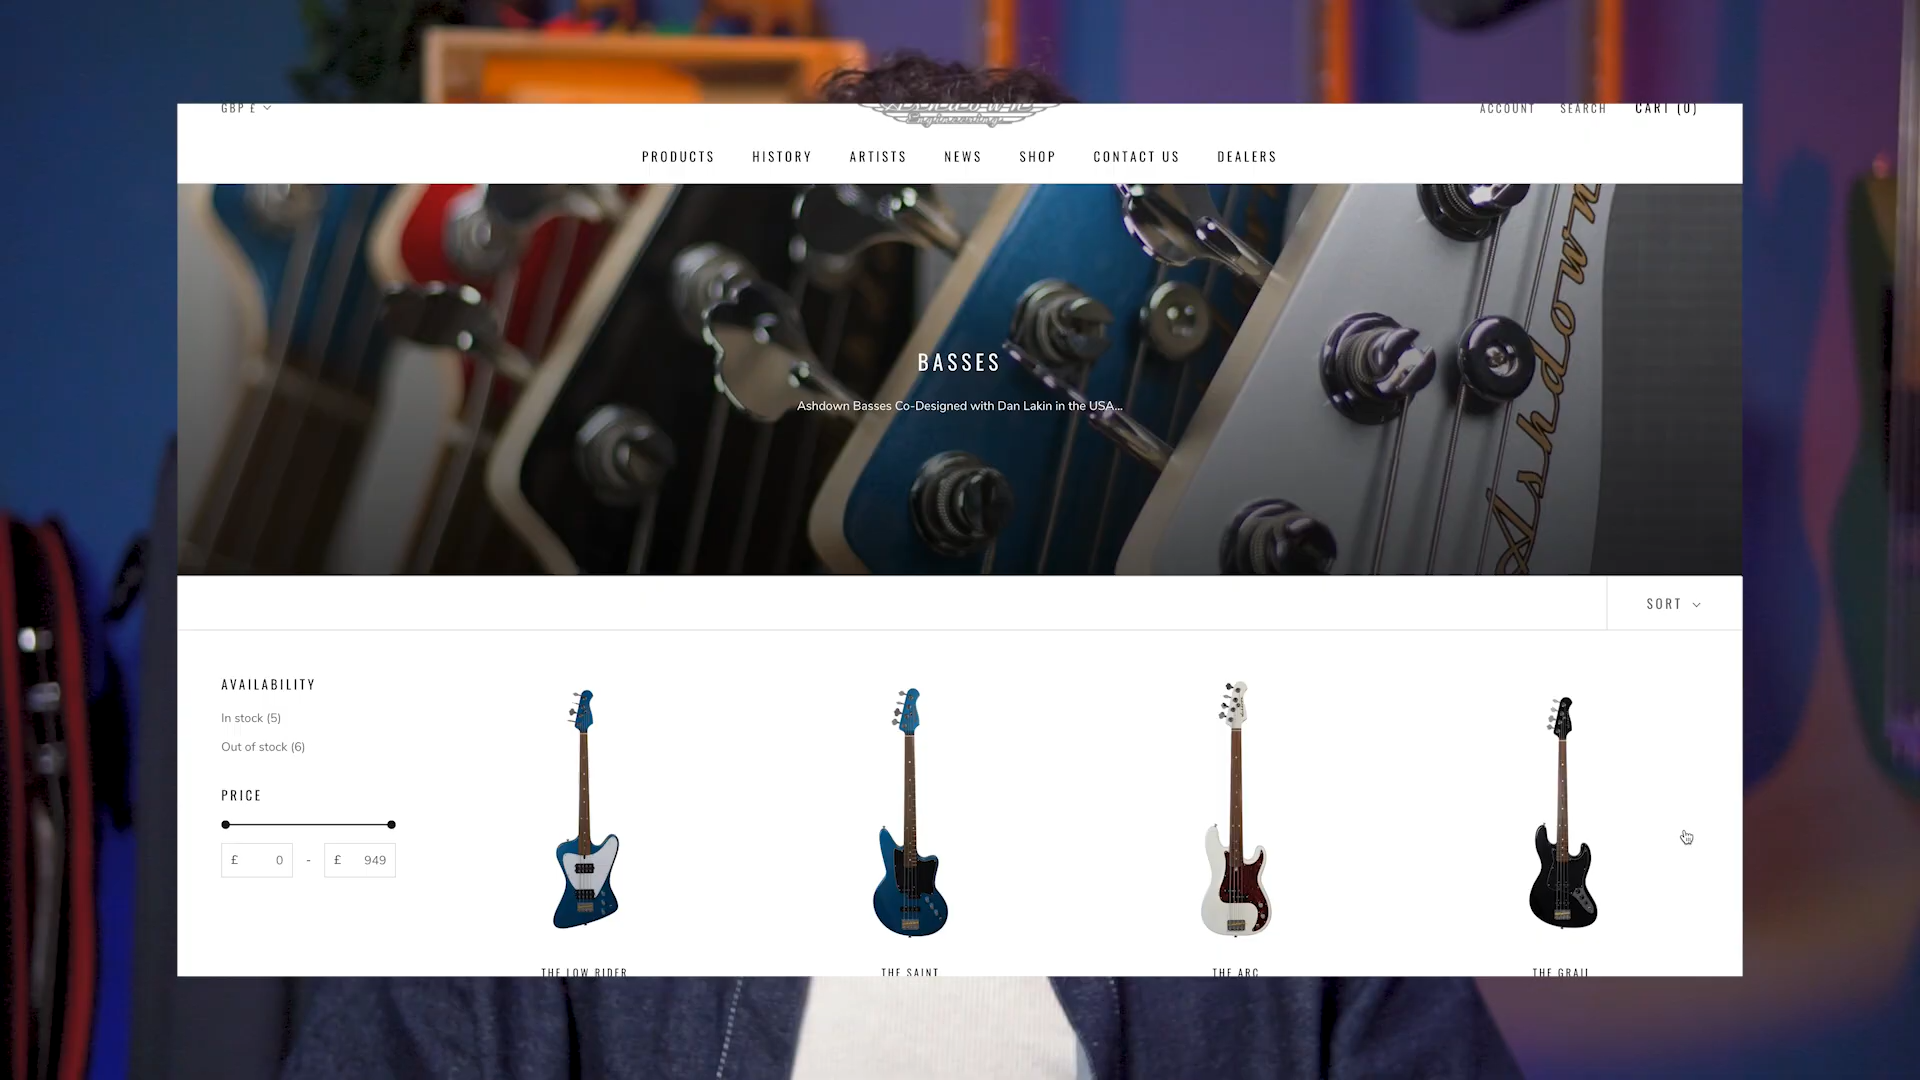 GBP £
Engineering
ACCOUNT SEARCH CART (0)
PRODUCTS HISTORY ARTISTS NEWS SHOP CONTACT US DEALERS
Ashdown
BASSES
Ashdown Basses Co-Designed with Dan Lakin in the USA...
SORT
AVAILABILITY
In stock (5)
Out of stock (6)
PRICE
£ 0 - £ 949
THE LOW RIDER
THE SAINT
THE ARC
THE GRAIL